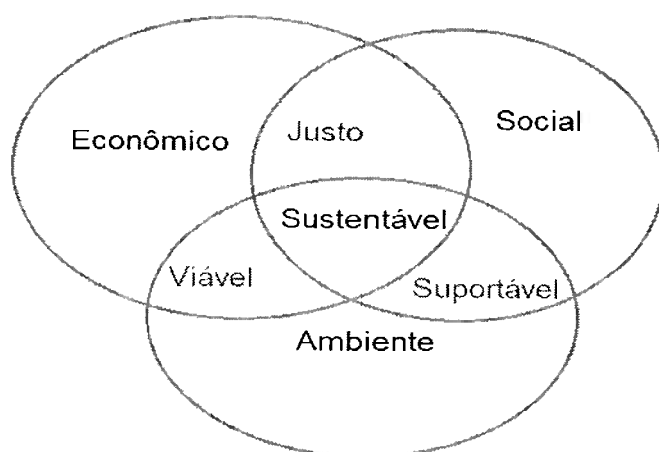 Econômico
Justo
Social
Sustentável
Viável
Suportável
Ambiente